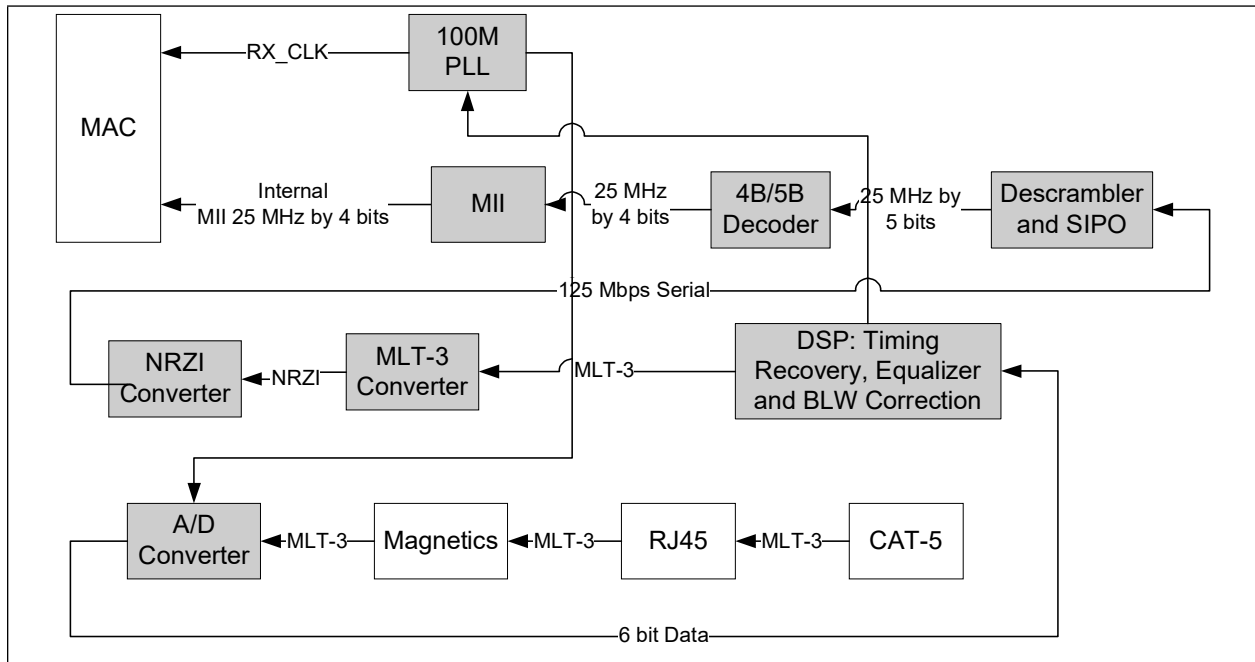 100M
PLL
RX_CLK
MAC
Internal
MII 25 MHz by 4 bits
MII
25 MHz
by 4 bits
4B/5B
Decoder
25 MHz by
5 bits
Descrambler
and SIPO
125 Mbps Serial
NRZI
Converter
NRZI
MLT-3
Converter
MLT-3
DSP: Timing
Recovery, Equalizer
and BLW Correction
A/D
Converter
MLT-3
Magnetics
MLT-3
RJ45
MLT-3
CAT-5
6 bit Data